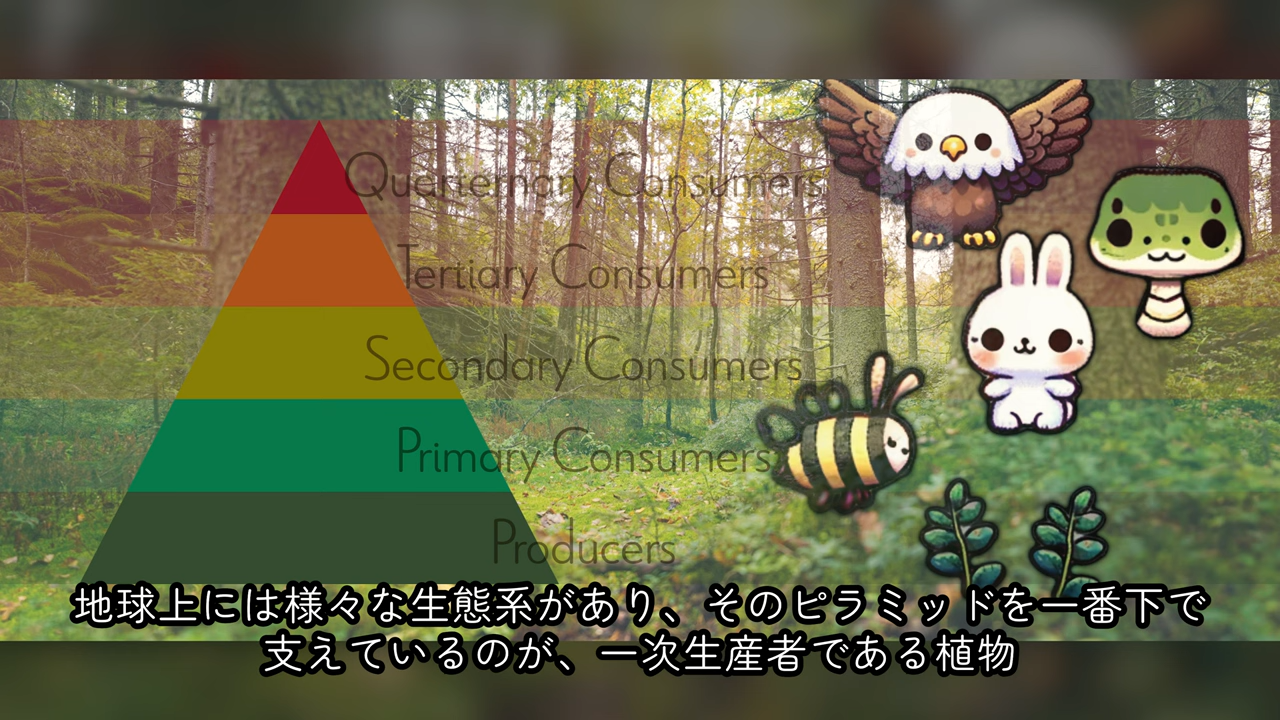 Quarternary Consumers
Tertiary Consumers
Secondary Consumers
Primary Consumers
Producers
地球上には様々な生態系があり、そのピラミッドを一番下で
支えているのが、一次生産者である植物